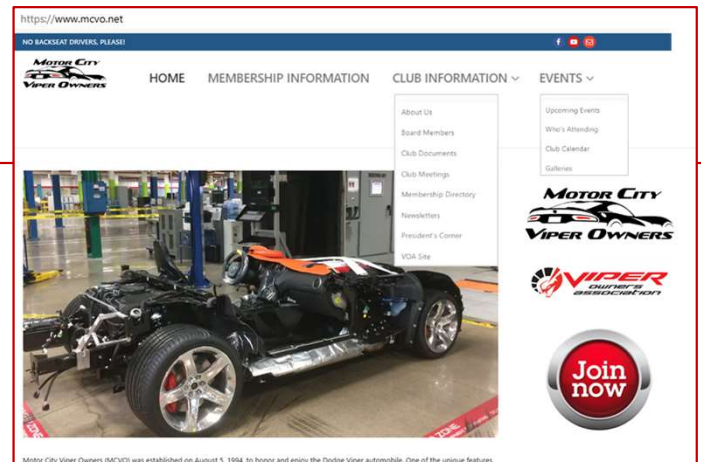 https://www.mcvo.net
NO BACKSEAT DRIVERS, PLEASE!
MOTOR CITY
VIPER OWNERS
HOME MEMBERSHIP INFORMATION CLUB INFORMATION EVENTS
About Us
Board Members
Club Documents
Club Meetings
Membership Directory
Newsletters
President's Corner
VOA Site
Upcoming Events
Who's Attending
Club Calendar
Galleries
MOTOR CITY
VIPER OWNERS
VIPER
owners
association
Join
now
ZONE
Motor City Viper Owners (MCVO) was established on August 5, 1994, to honor and enjoy the Dodge Viper automobile. One of the unique features